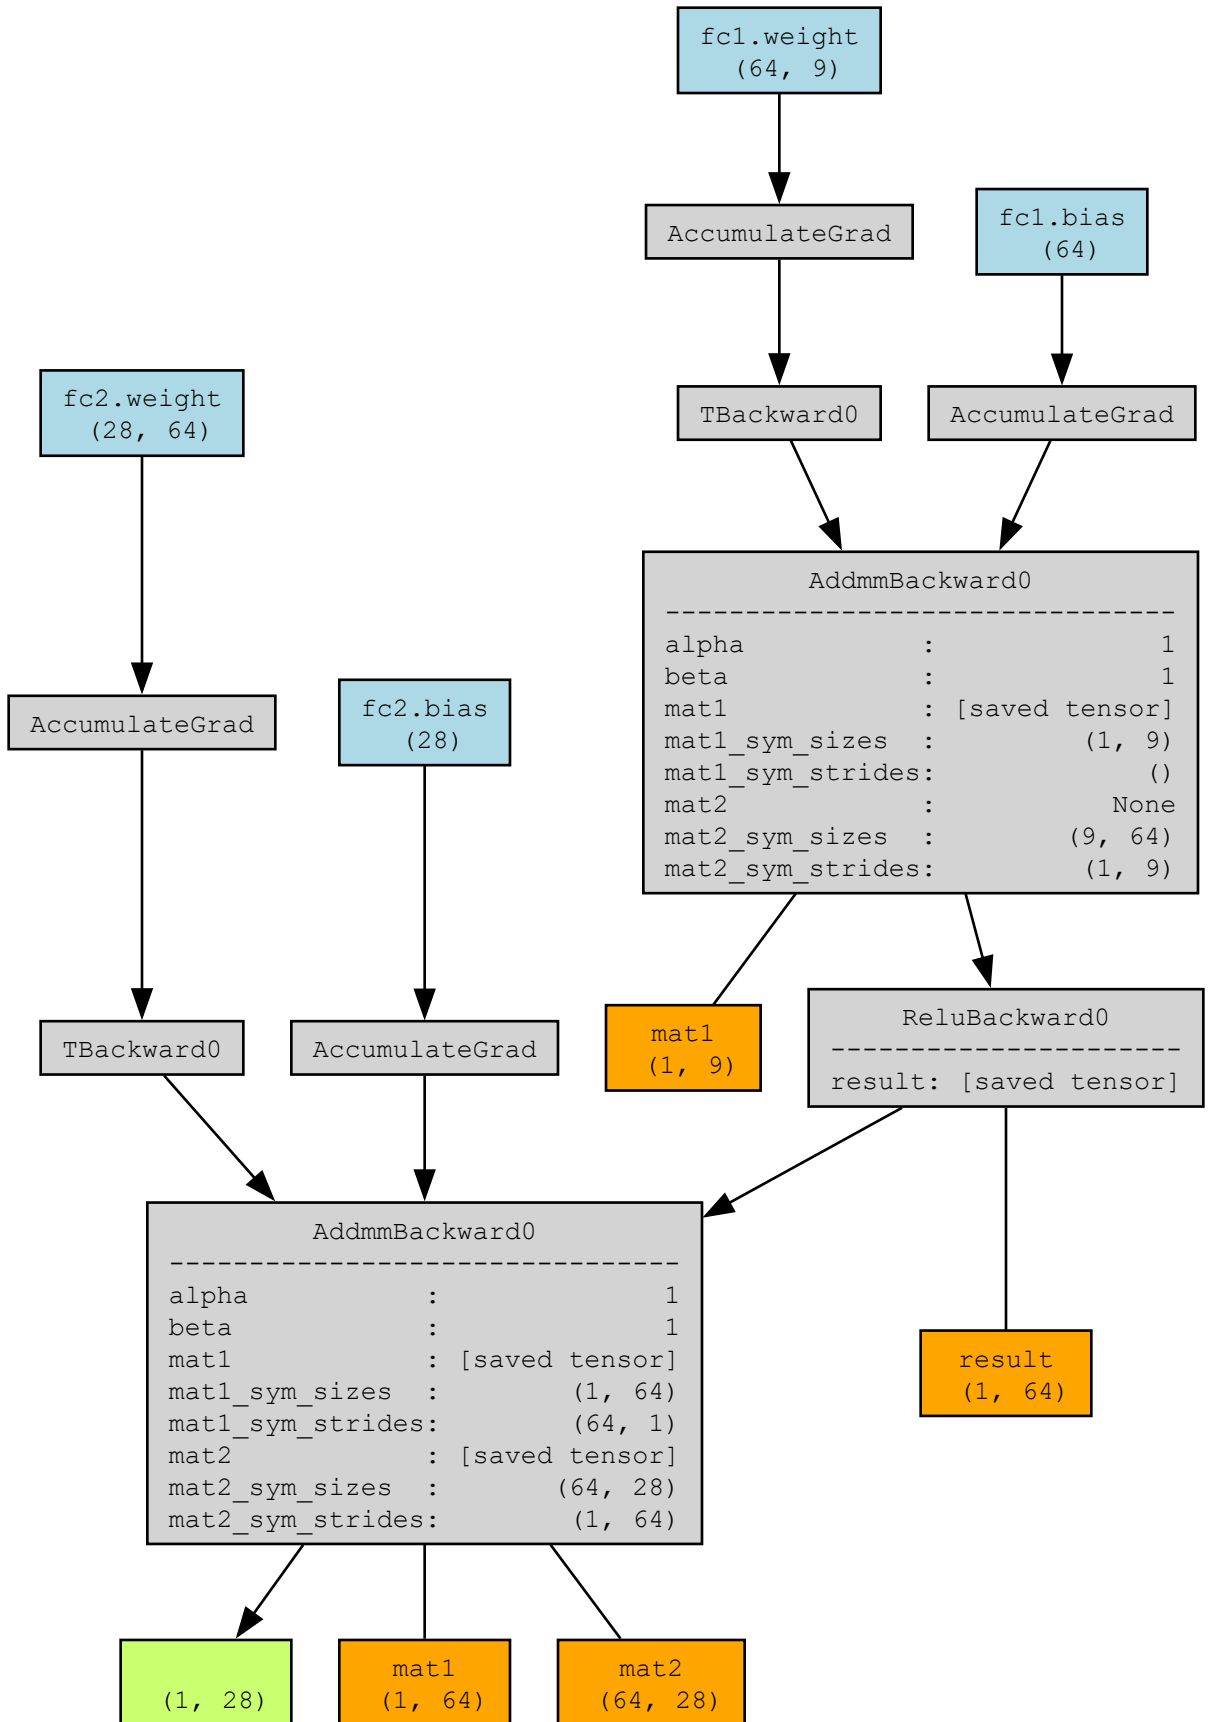 fc1.weight
(64, 9)
AccumulateGrad
fc1.bias
(64)
TBackward0
AccumulateGrad
fc2.weight
(28, 64)
AddmmBackward0
--------------------------------
alpha : 1
beta : 1
mat1 : [saved tensor]
mat1_sym_sizes : (1, 9)
mat1_sym_strides: ()
mat2 : None
mat2_sym_sizes : (9, 64)
mat2_sym_strides: (1, 9)
AccumulateGrad
fc2.bias
(28)
TBackward0
AccumulateGrad
mat1
(1, 9)
ReluBackward0
----------------------
result: [saved tensor]
AddmmBackward0
--------------------------------
alpha : 1
beta : 1
mat1 : [saved tensor]
mat1_sym_sizes : (1, 64)
mat1_sym_strides: (64, 1)
mat2 : [saved tensor]
mat2_sym_sizes : (64, 28)
mat2_sym_strides: (1, 64)
result
(1, 64)
(1, 28)
mat1
(1, 64)
mat2
(64, 28)